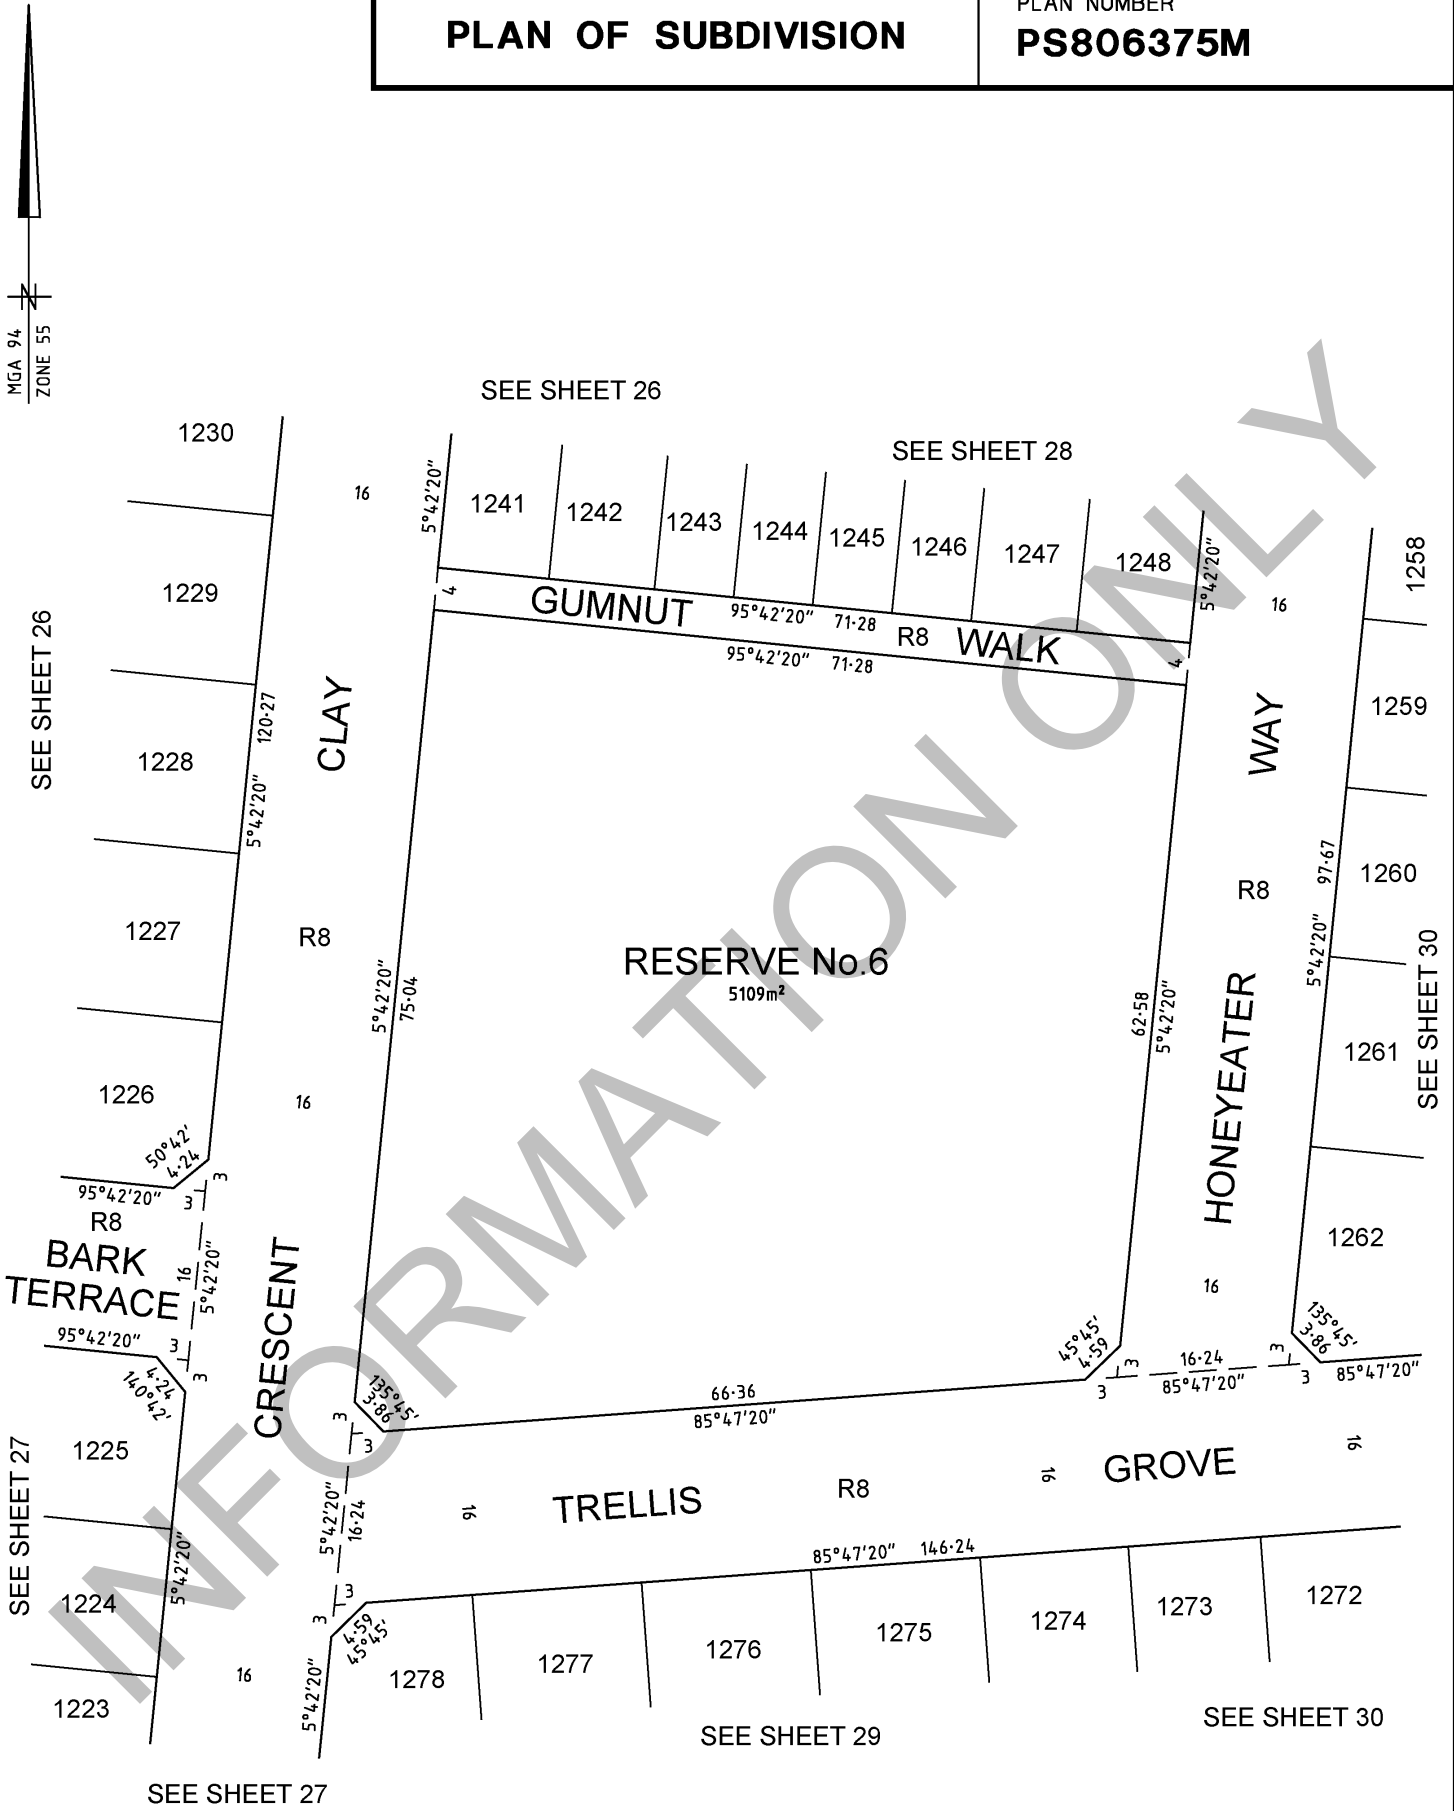 PLAN OF SUBDIVISION
PLAN NUMBER
PS806375M
MGA 94
ZONE 55
SEE SHEET 26
SEE SHEET 28
1230
16
5°42'20"
1241
1242
1243
1244
1245
1246
1247
1248
5°42'20"
16
1258
1229
4
GUMNUT
95°42'20" 71·28
R8
WALK
95°42'20" 71·28
4
SEE SHEET 26
1228
120·27
5°42'20"
CLAY
WAY
1259
1227
R8
5°42'20"
75·04
RESERVE No.6
5109m²
62·58
5°42'20"
R8
97·67
5°42'20"
1260
SEE SHEET 30
1261
HONEYEATER
1226
16
50°42'
4·24
3
3
95°42'20"
R8
BARK
TERRACE
16
5°42'20"
95°42'20"
3
3
4·24
140°42'
CRESCENT
1262
16
135°45'
3·86
3
3
66·36
85°47'20"
45°45'
4·59
3
3
16·24
85°47'20"
3
3
135°45'
3·86
85°47'20"
1225
SEE SHEET 27
5°42'20"
16·24
16
TRELLIS
R8
16
GROVE
16
85°47'20" 146·24
1224
5°42'20"
3
3
4·59
45°45'
1223
16
5°42'20"
1278
1277
1276
1275
1274
1273
1272
SEE SHEET 29
SEE SHEET 30
SEE SHEET 27
INFORMATION ONLY